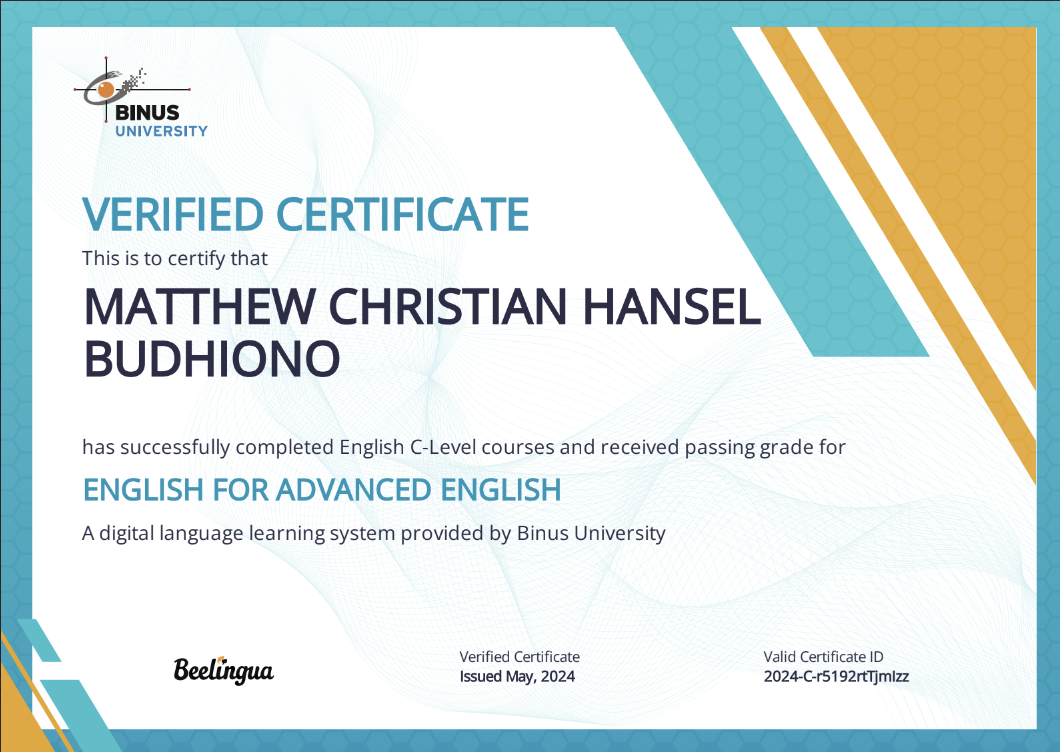 BINUS
UNIVERSITY
VERIFIED CERTIFICATE
This is to certify that
MATTHEW CHRISTIAN HANSEL
BUDHIONO
has successfully completed English C-Level courses and received passing grade for
ENGLISH FOR ADVANCED ENGLISH
A digital language learning system provided by Binus University
Beelingua
Verified Certificate
Issued May, 2024
Valid Certificate ID
2024-C-r5192rtTjmIzz